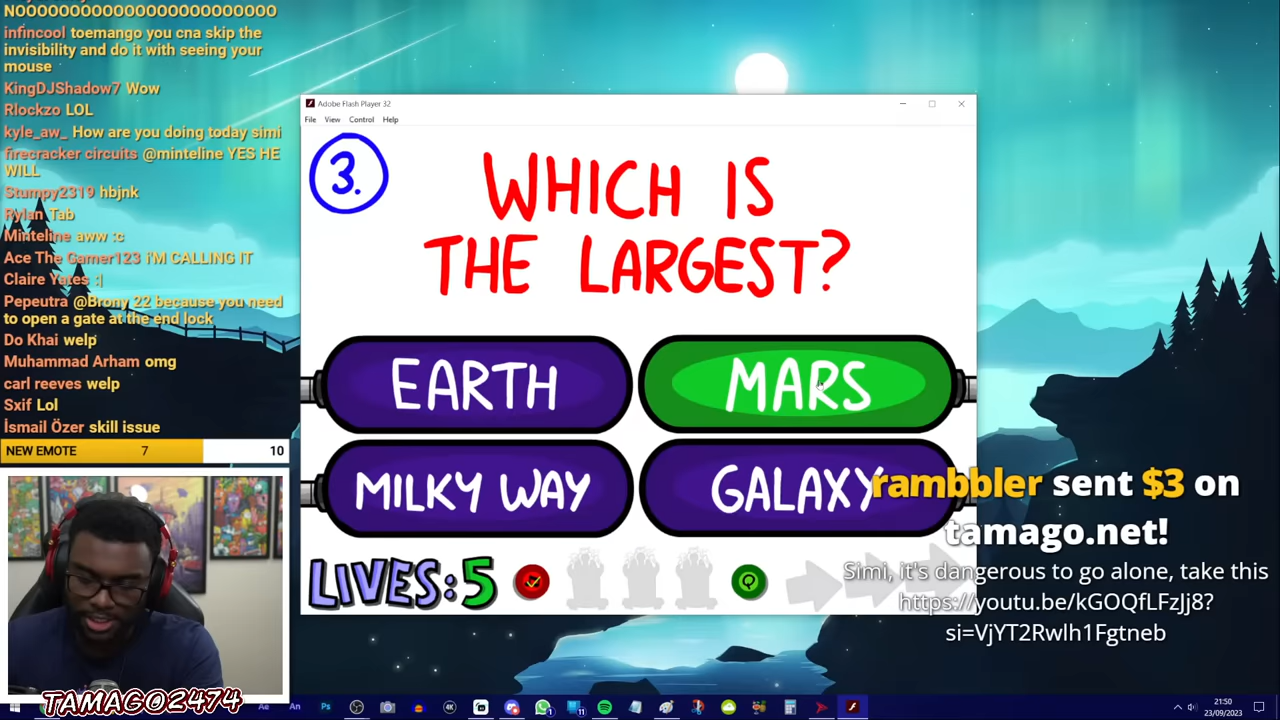 NOOOOOOOOOOOOOOOOOOOOOOO
infincool toemango you cna skip the
invisibility and do it with seeing your
mouse
KingDJShadow7 Wow
Rlockzo LOL
kyle_aw_ How are you doing today simi
firecracker circuits @minteline YES HE
WILL
Stumpy2319 hbjnk
Rylan Tab
Minteline aww :c
Ace The Gamer123 i'M CALLING IT
Claire Yates :|
Pepeutra @Brony 22 because you need
to open a gate at the end lock
Do Khai welp
Muhammad Arham omg
carl reeves welp
Sxif Lol
İsmail Özer skill issue
NEW EMOTE 7 10
TAMAGO2474
Adobe Flash Player 32
File View Control Help
3.
WHICH IS
THE LARGEST?
EARTH
MARS
MILKY WAY
GALAXY
LIVES:5
rambbler sent $3 on
tamago.net!
Simi, it's dangerous to go alone, take this
https://youtu.be/kGOQfLFzJj8?
si=VjYT2Rwlh1Fgtneb
Ae An Ps 4K 11
21:50
23/09/2023